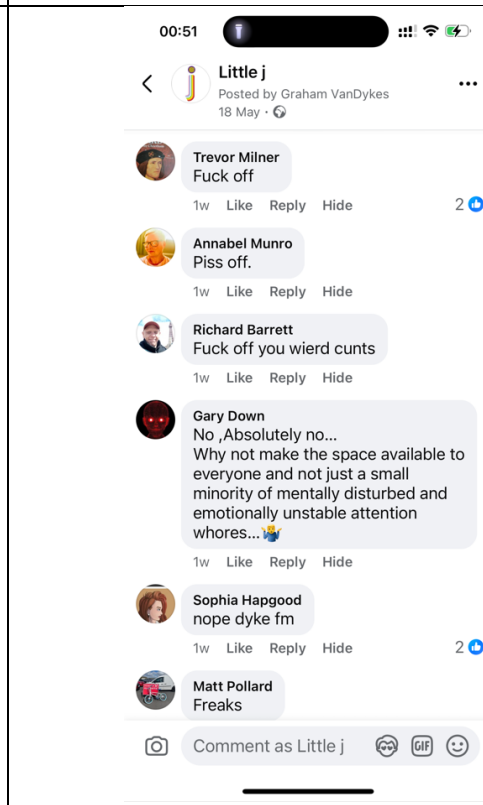 00:51
Little j
Posted by Graham VanDykes
18 May ·
Trevor Milner
Fuck off
1w Like Reply Hide 2
Annabel Munro
Piss off.
1w Like Reply Hide
Richard Barrett
Fuck off you wierd cunts
1w Like Reply Hide
Gary Down
No ,Absolutely no...
Why not make the space available to
everyone and not just a small
minority of mentally disturbed and
emotionally unstable attention
whores...🤷‍♂️
1w Like Reply Hide
Sophia Hapgood
nope dyke fm
1w Like Reply Hide 2
Matt Pollard
Freaks
Comment as Little j GIF